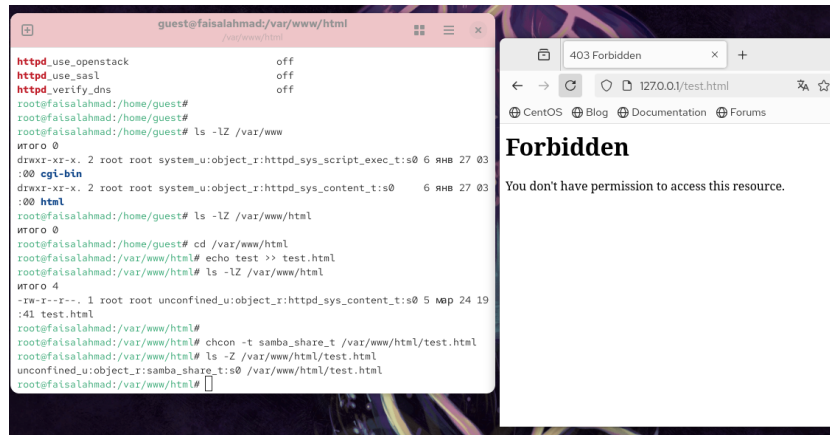 guest@faisalahmad:/var/www/html
/var/www/html
httpd_use_openstack off
httpd_use_sasl off
httpd_verify_dns off
root@faisalahmad:/home/guest#
root@faisalahmad:/home/guest#
root@faisalahmad:/home/guest# ls -lZ /var/www
итого 0
drwxr-xr-x. 2 root root system_u:object_r:httpd_sys_script_exec_t:s0 6 янв 27 03
:00 cgi-bin
drwxr-xr-x. 2 root root system_u:object_r:httpd_sys_content_t:s0 6 янв 27 03
:00 html
root@faisalahmad:/home/guest# ls -lZ /var/www/html
итого 0
root@faisalahmad:/home/guest# cd /var/www/html
root@faisalahmad:/var/www/html# echo test >> test.html
root@faisalahmad:/var/www/html# ls -lZ /var/www/html
итого 4
-rw-r--r--. 1 root root unconfined_u:object_r:httpd_sys_content_t:s0 5 мар 24 19
:41 test.html
root@faisalahmad:/var/www/html#
root@faisalahmad:/var/www/html# chcon -t samba_share_t /var/www/html/test.html
root@faisalahmad:/var/www/html# ls -Z /var/www/html/test.html
unconfined_u:object_r:samba_share_t:s0 /var/www/html/test.html
root@faisalahmad:/var/www/html#
403 Forbidden
127.0.0.1/test.html
CentOS Blog Documentation Forums
Forbidden
You don't have permission to access this resource.